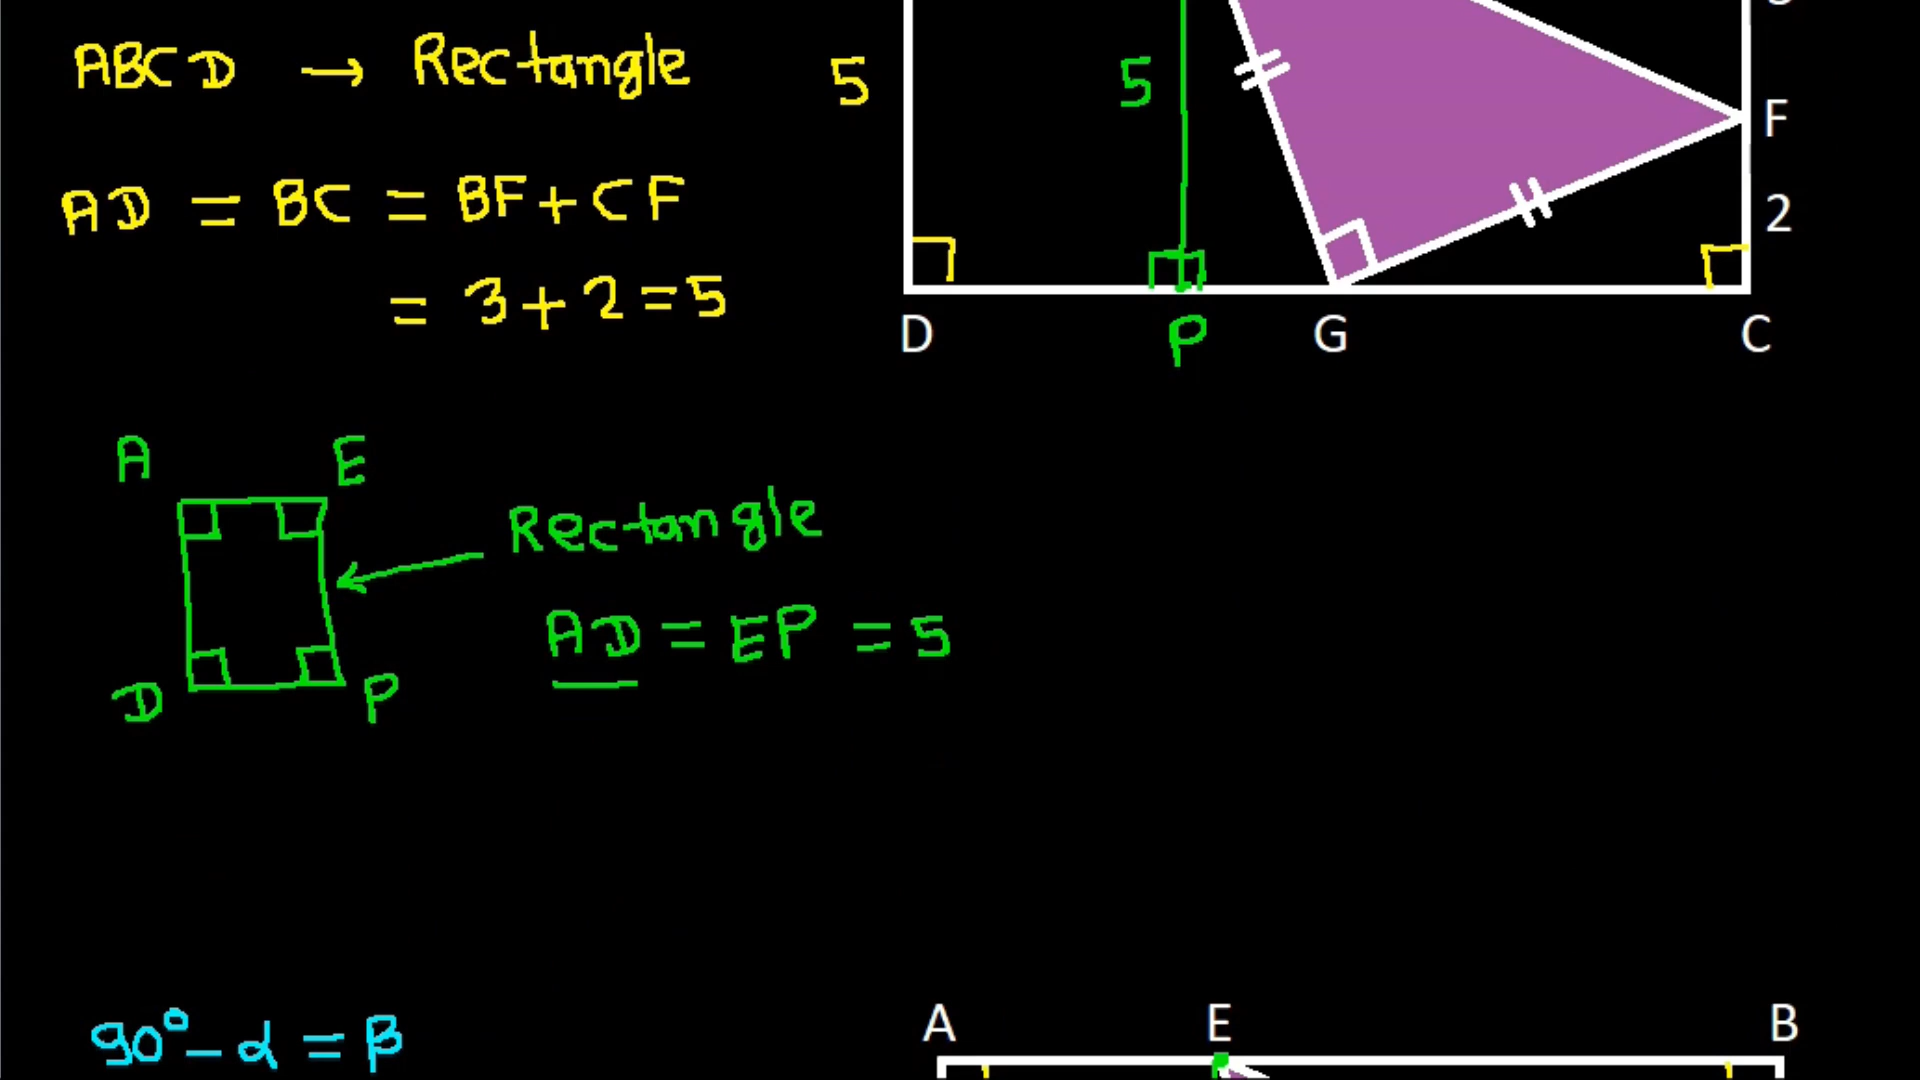 ABCD → Rectangle
AD = BC = BF + CF
= 3 + 2 = 5
5
5
F
2
D
P
G
C
A
E
Rectangle
AD = EP = 5
D
P
90° - α = β
A
E
B